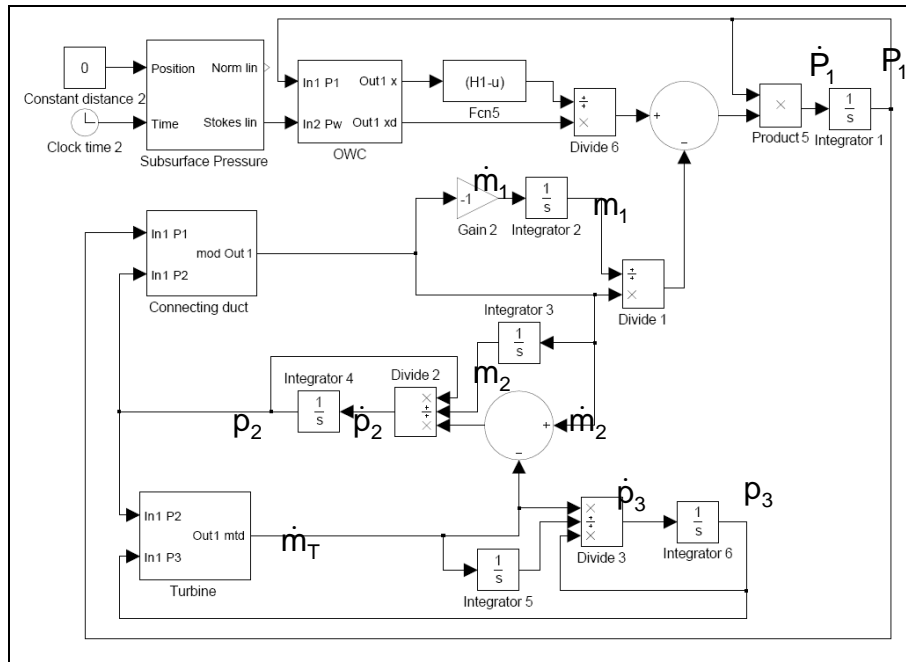 0
Constant distance 2
Clock time 2
Position
Time
Norm lin
Stokes lin
Subsurface Pressure
In1 P1
In2 Pw
Out1 x
Out1 xd
OWC
(H1-u)
Fcn5
÷
×
Divide 6
+
−
×
Product 5
Ṗ1
1
s
Integrator 1
P1
In1 P1
In1 P2
mod Out 1
Connecting duct
-1
Gain 2
ṁ1
1
s
Integrator 2
m1
÷
×
Divide 1
Integrator 3
1
s
m2
ṁ2
+
−
Divide 2
×
÷
×
ṗ2
Integrator 4
1
s
p2
In1 P2
In1 P3
Out1 mtd
Turbine
ṁT
1
s
Integrator 5
×
÷
×
Divide 3
ṗ3
1
s
Integrator 6
p3